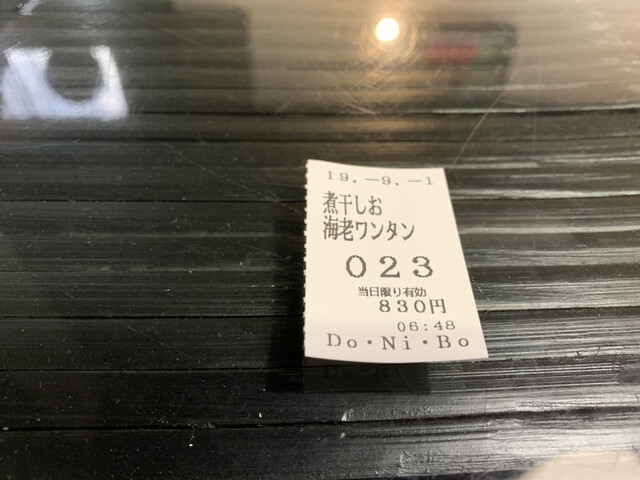 19.-9.-1
煮干しお
海老ワンタン
023
当日限り有効
830円
06:48
Do・Ni・Bo